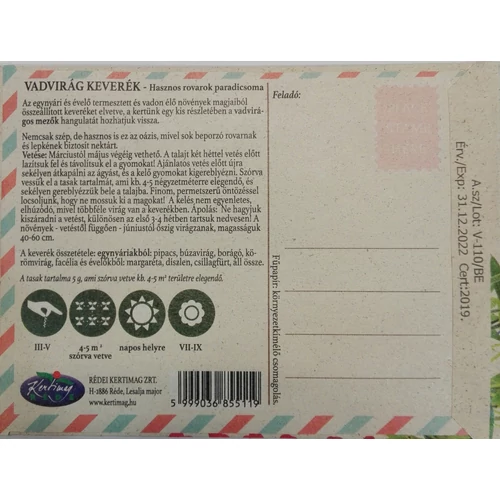 VADVIRÁG KEVERÉK - Hasznos rovarok paradicsoma
Az egynyári és évelő termesztett és vadon élő növények magjaiból
összeállított keveréket elvetve, a kertünk egy kis részletében a vadvirá-
gos mezők hangulatát hozhatjuk vissza.
Nemcsak szép, de hasznos is ez az oázis, mivel sok beporzó rovarnak
és lepkének biztosít nektárt.
Vetése: Márciustól május végéig vethető. A talajt két héttel vetés előtt
lazítsuk fel és távolítsuk el a gyomokat! Ajánlatos vetés előtt újra
sekélyen átkapálni az ágyást, és a kelő gyomokat kigereblyézni. Szórva
vessük el a tasak tartalmát, ami kb. 4-5 négyzetméterre elegendő, és
sekélyen gereblyézzük bele a talajba. Finom, permetszerű öntözéssel
locsoljunk, hogy ne mossuk ki a magokat! A kelés nem egyenletes,
elhúzódó, mivel többféle virág van a keverékben. Ápolás: Ne hagyjuk
kiszáradni a vetést, különösen az első 3-4 hétben tartsuk nedvesen! A
növények - vetéstől függően - júniustól őszig virágznak, magasságuk
40-60 cm.
A keverék összetétele: egynyáriakból: pipacs, búzavirág, borágó, kö-
römvirág, facélia és évelőkből: margaréta, díszlen, csillagfürt, áll össze.
A tasak tartalma 5 g, ami szórva vetve kb. 4-5 m² területre elegendő.
III-V
4-5 m²
szórva vetve
napos helyre
VII-IX
Kertimag
RÉDEI KERTIMAG ZRT.
H-2886 Réde, Lesalja major
www.kertimag.hu
5 999036 855119
Feladó:
Fűpapír: környezetkímélő csomagolás.
A.sz/Lot: V-110/BE
Érv./Exp: 31.12.2022 Cert:2019.